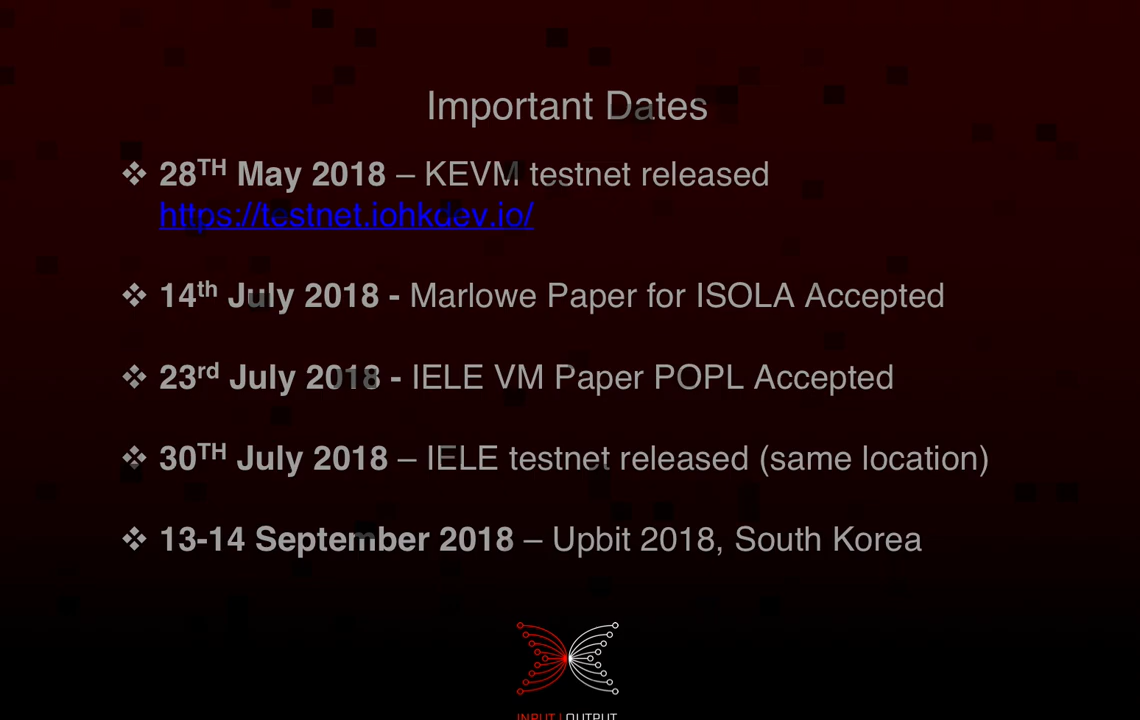 Important Dates
❖ 28TH May 2018 – KEVM testnet released
https://testnet.iohkdev.io/
❖ 14th July 2018 - Marlowe Paper for ISOLA Accepted
❖ 23rd July 2018 - IELE VM Paper POPL Accepted
❖ 30TH July 2018 – IELE testnet released (same location)
❖ 13-14 September 2018 – Upbit 2018, South Korea
INPUT | OUTPUT